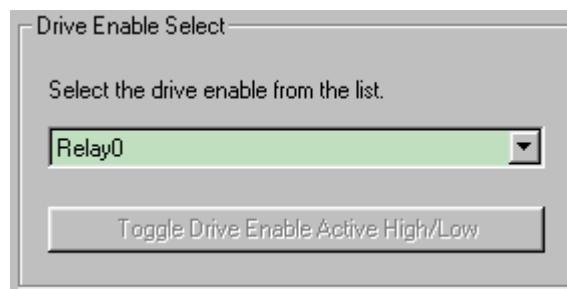 Drive Enable Select
Select the drive enable from the list.
Relay0
Toggle Drive Enable Active High/Low